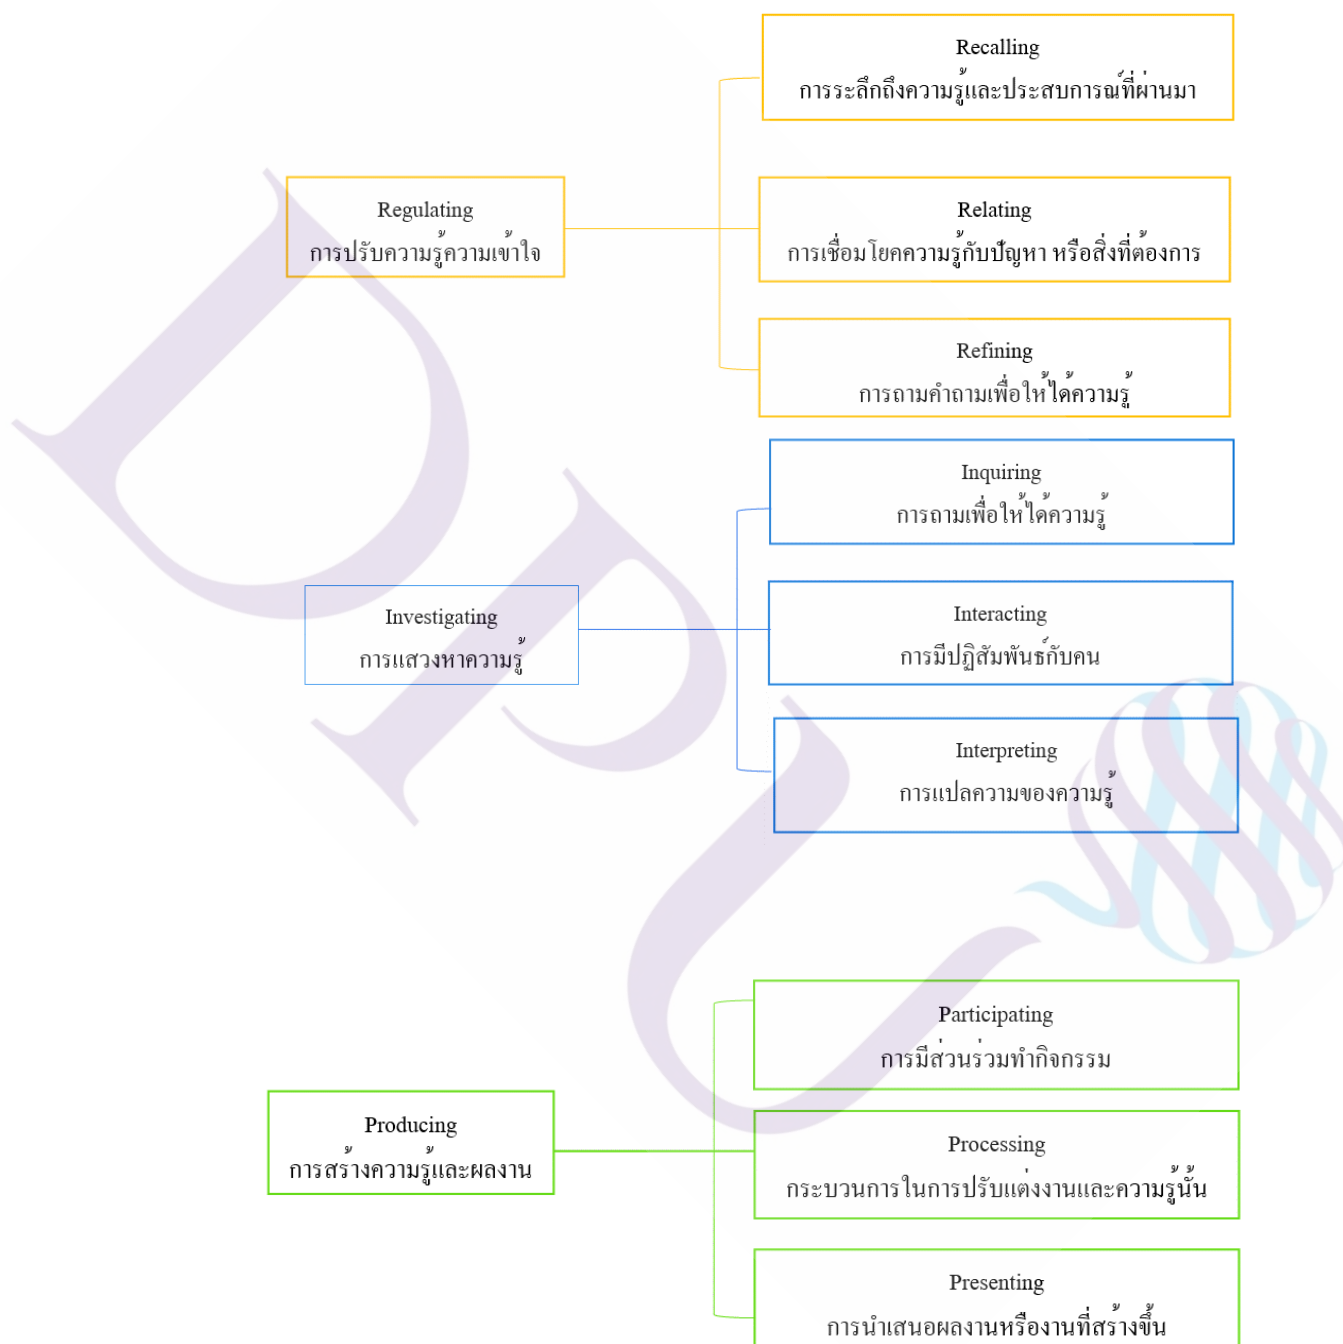 Recalling
การระลึกถึงความรู้และประสบการณ์ที่ผ่านมา
Regulating
การปรับความรู้ความเข้าใจ
Relating
การเชื่อมโยคความรู้กับปัญหา หรือสิ่งที่ต้องการ
Refining
การถามคำถามเพื่อให้ได้ความรู้
Inquiring
การถามเพื่อให้ได้ความรู้
Investigating
การแสวงหาความรู้
Interacting
การมีปฏิสัมพันธ์กับคน
Interpreting
การแปลความของความรู้
Participating
การมีส่วนร่วมทำกิจกรรม
Producing
การสร้างความรู้และผลงาน
Processing
กระบวนการในการปรับแต่งงานและความรู้นั้น
Presenting
การนำเสนอผลงานหรืองานที่สร้างขึ้น
DPU